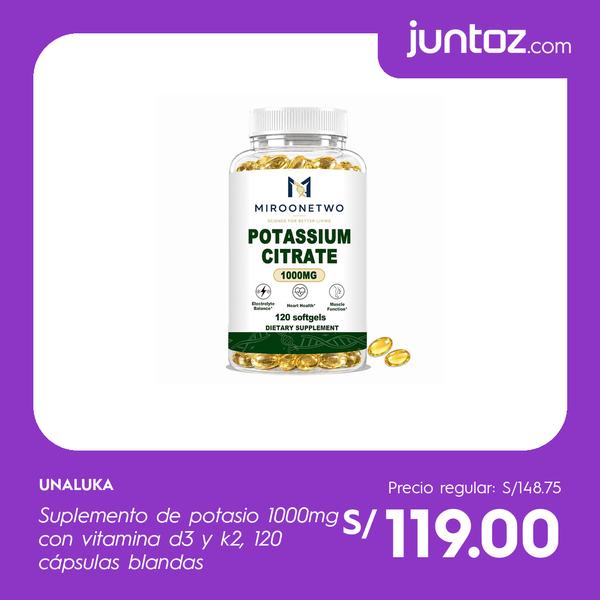 juntoz.com
MIROONETWO
SCIENCE FOR BETTER LIVING
POTASSIUM
CITRATE
1000MG
Electrolyte Balance*
Heart Health*
Muscle Function*
120 softgels
DIETARY SUPPLEMENT
UNALUKA
Precio regular: S/148.75
Suplemento de potasio 1000mg
con vitamina d3 y k2, 120
cápsulas blandas
S/119.00